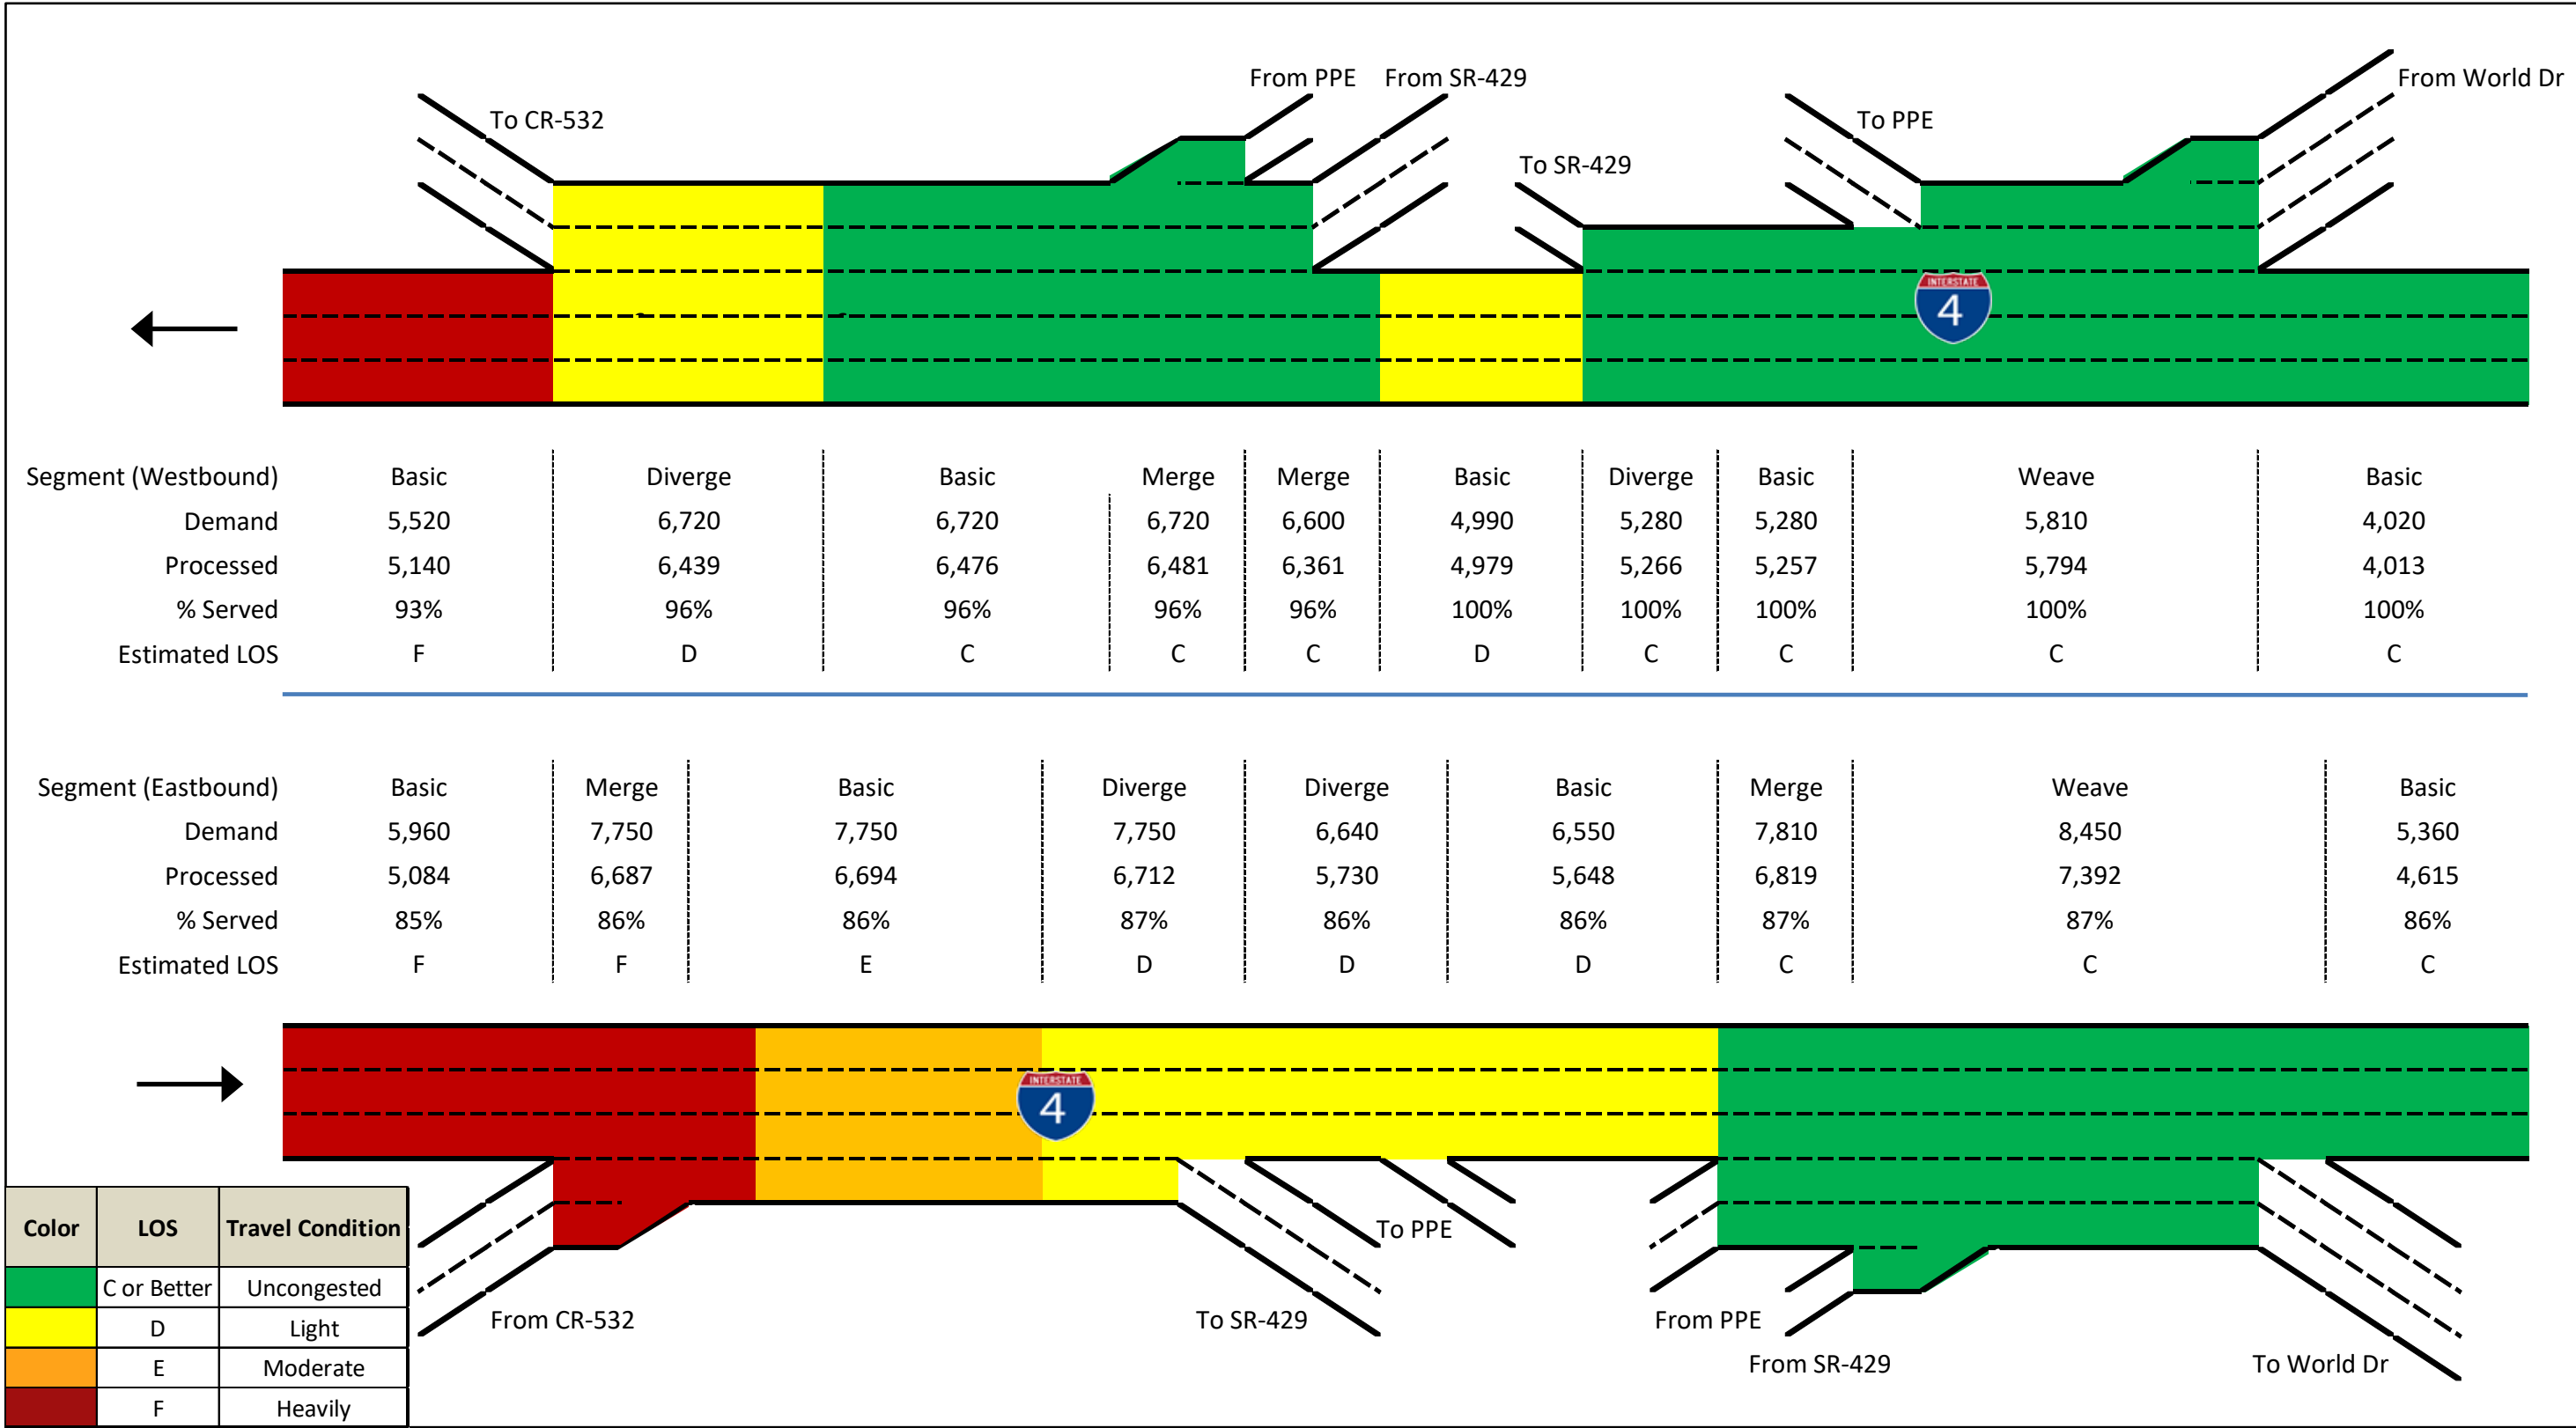 From PPE From SR-429 From World Dr
To CR-532 To PPE
To SR-429
INTERSTATE
4
Segment (Westbound) Basic Diverge Basic Merge Merge Basic Diverge Basic Weave Basic
Demand 5,520 6,720 6,720 6,720 6,600 4,990 5,280 5,280 5,810 4,020
Processed 5,140 6,439 6,476 6,481 6,361 4,979 5,266 5,257 5,794 4,013
% Served 93% 96% 96% 96% 96% 100% 100% 100% 100% 100%
Estimated LOS F D C C C D C C C C
Segment (Eastbound) Basic Merge Basic Diverge Diverge Basic Merge Weave Basic
Demand 5,960 7,750 7,750 7,750 6,640 6,550 7,810 8,450 5,360
Processed 5,084 6,687 6,694 6,712 5,730 5,648 6,819 7,392 4,615
% Served 85% 86% 86% 87% 86% 86% 87% 87% 86%
Estimated LOS F F E D D D C C C
INTERSTATE
4
To PPE
From CR-532 To SR-429 From PPE
From SR-429 To World Dr
Color LOS Travel Condition
C or Better Uncongested
D Light
E Moderate
F Heavily